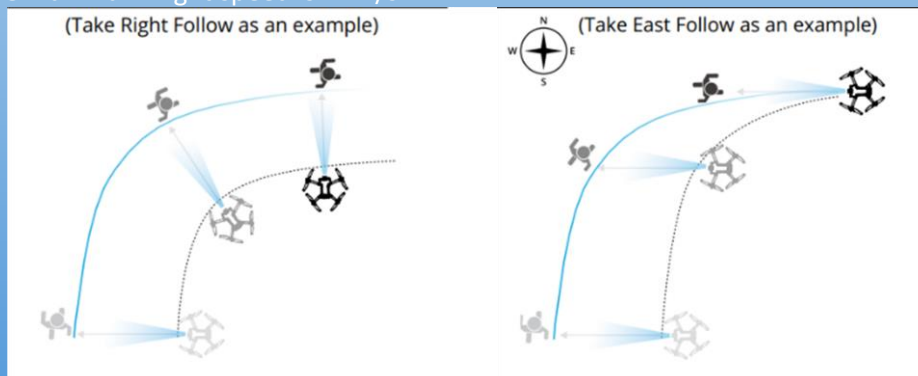 (Take Right Follow as an example)
(Take East Follow as an example)
N
W
E
S